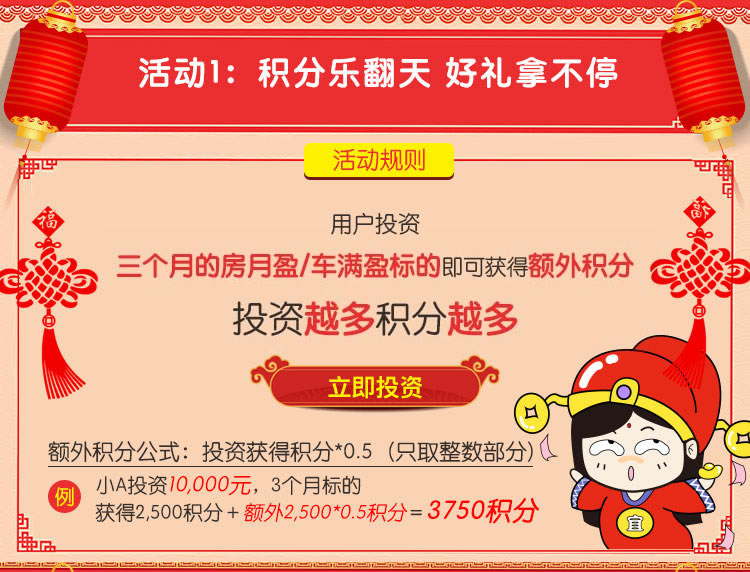 活动1：积分乐翻天 好礼拿不停
活动规则
用户投资
福
富
三个月的房月盈/车满盈标的即可获得额外积分
投资越多积分越多
立即投资
额外积分公式：投资获得积分*0.5（只取整数部分）
例
小A投资10,000元，3个月标的
获得2,500积分＋额外2,500*0.5积分＝3750积分